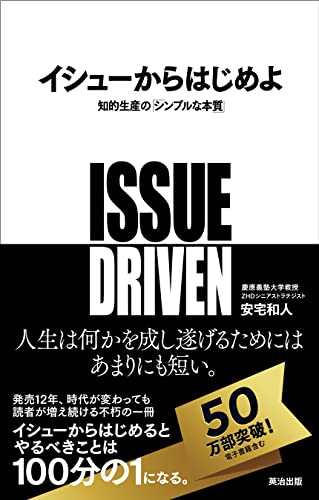 イシューからはじめよ
知的生産の「シンプルな本質」
ISSUE
DRIVEN
慶應義塾大学教授
ZHDシニアストラテジスト
安宅和人
人生は何かを成し遂げるためには
あまりにも短い。
発売12年、時代が変わっても
読者が増え続ける不朽の一冊
イシューからはじめると
やるべきことは
100分の1になる。
50
万部突破!
電子書籍含む
英治出版